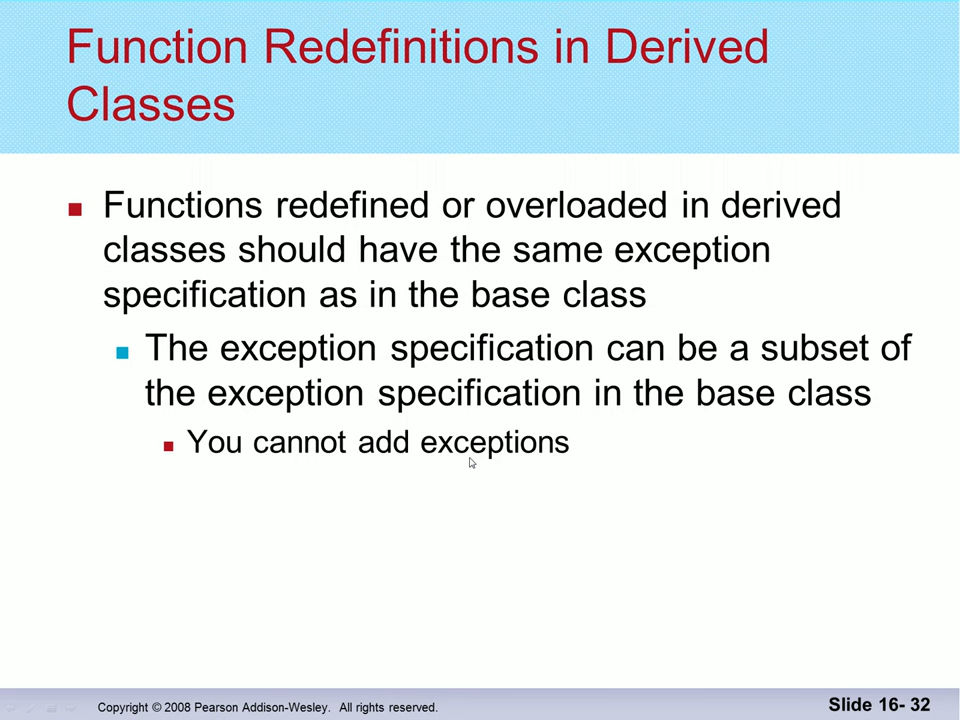 Function Redefinitions in Derived
Classes
Functions redefined or overloaded in derived
classes should have the same exception
specification as in the base class
The exception specification can be a subset of
the exception specification in the base class
You cannot add exceptions
Copyright © 2008 Pearson Addison-Wesley. All rights reserved.
Slide 16- 32